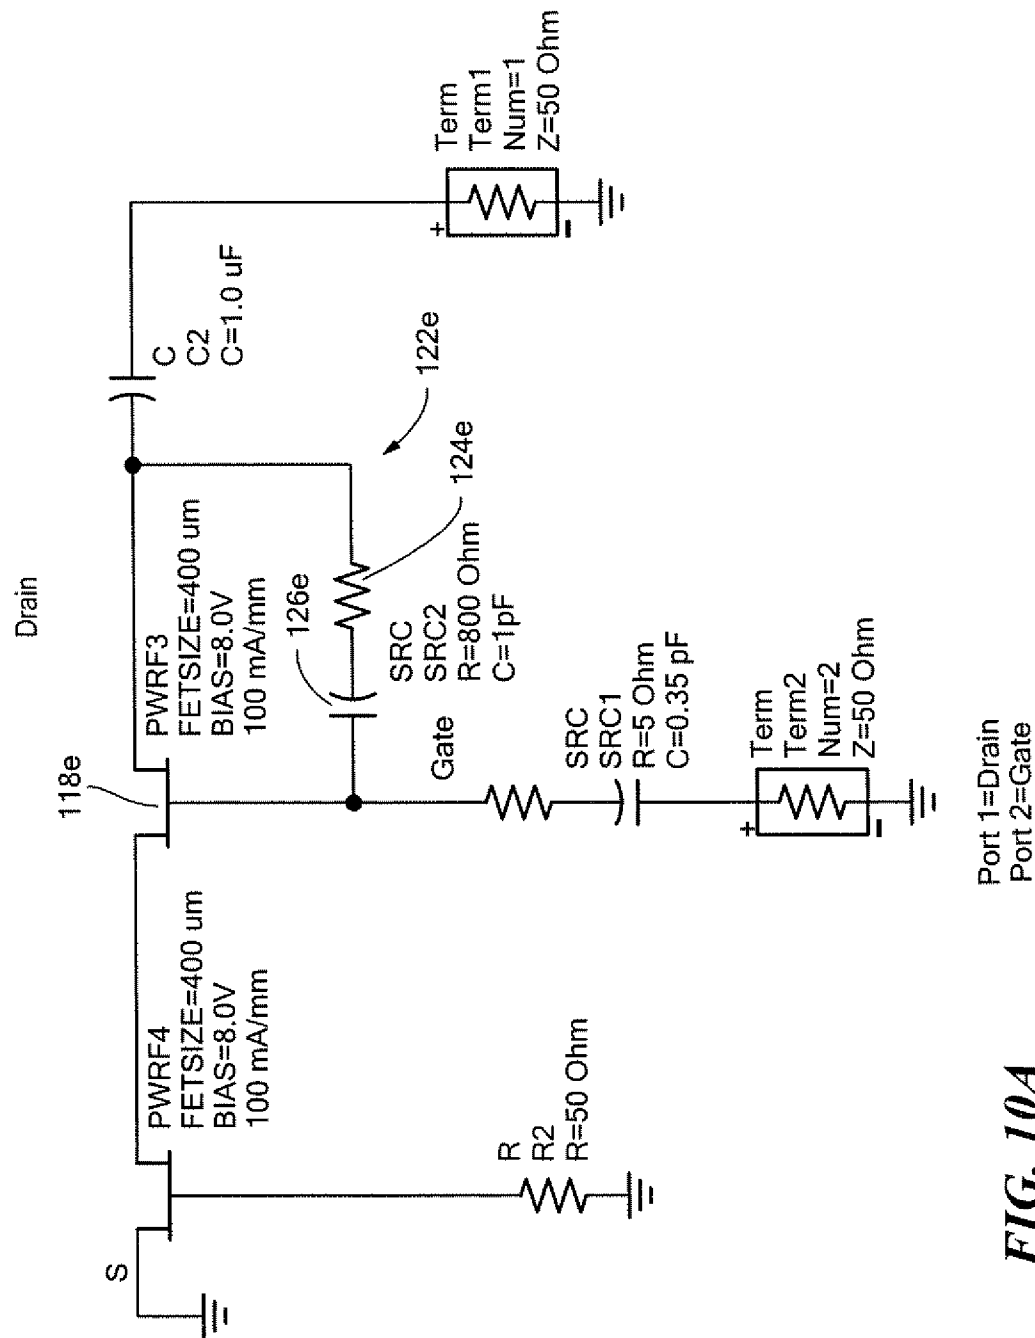 Drain
118e
PWRF3
FETSIZE=400 um
BIAS=8.0V
100 mA/mm
C
C2
C=1.0 uF
Term
Term1
Num=1
Z=50 Ohm
122e
124e
126e
SRC
SRC2
R=800 Ohm
C=1pF
Gate
SRC
SRC1
R=5 Ohm
C=0.35 pF
+
-
Term
Term2
Num=2
Z=50 Ohm
+
-
S
PWRF4
FETSIZE=400 um
BIAS=8.0V
100 mA/mm
R
R2
R=50 Ohm
Port 1=Drain
Port 2=Gate
FIG. 10A